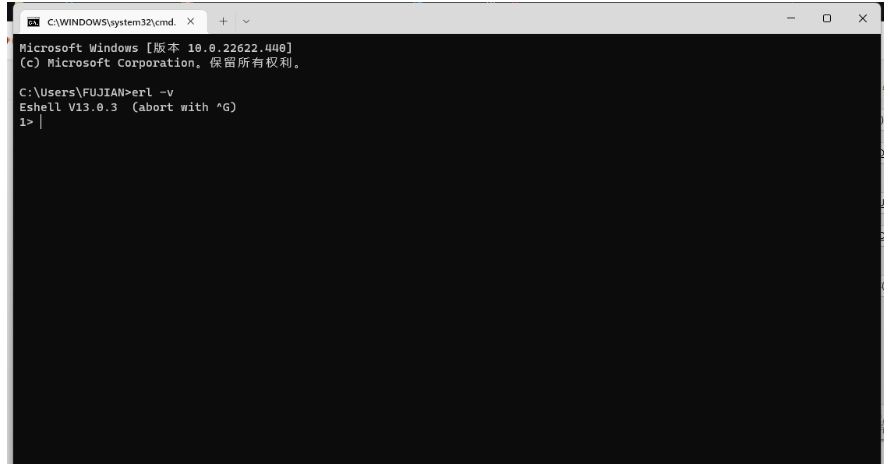 C:\WINDOWS\system32\cmd.
Microsoft Windows [版本 10.0.22622.440]
(c) Microsoft Corporation。保留所有权利。
C:\Users\FUJIAN>erl -v
Eshell V13.0.3  (abort with ^G)
1>